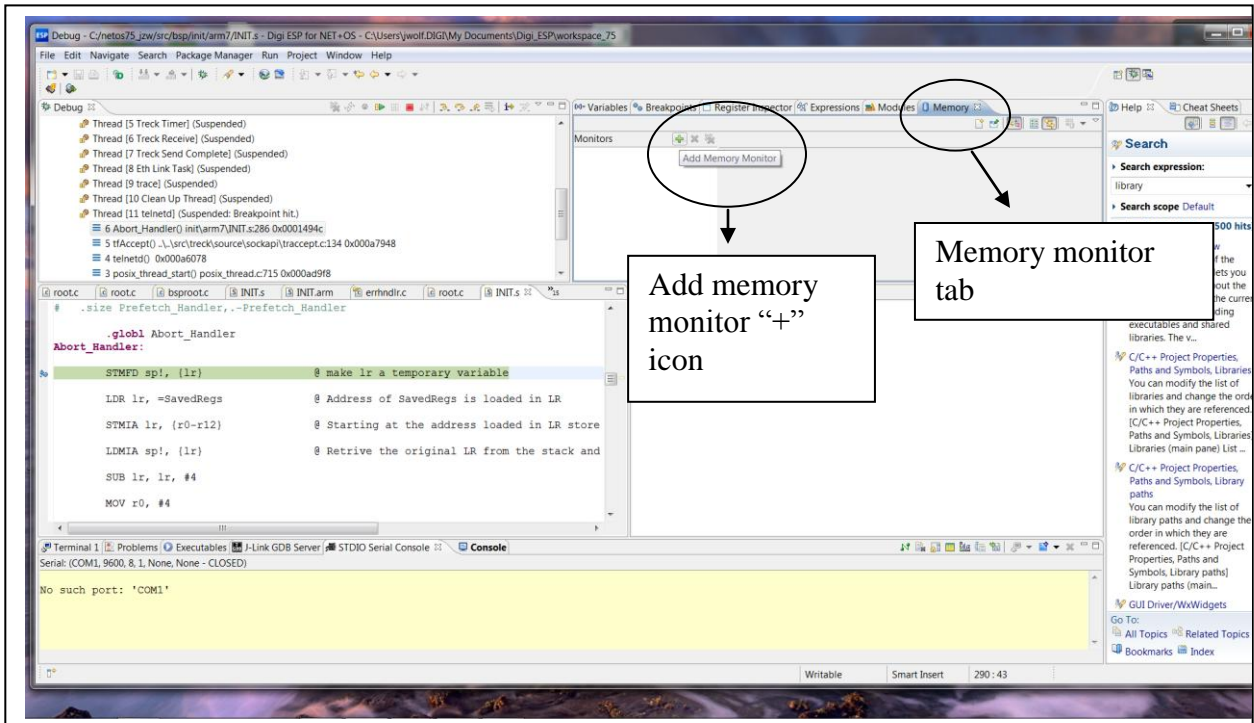 Debug - C:/netos75_jzw/src/bsp/init/arm7/INIT.s - Digi ESP for NET+OS - C:\Users\jwolf.DIGI\My Documents\Digi_ESP\workspace_75
File Edit Navigate Search Package Manager Run Project Window Help
Debug
Thread [5 Treck Timer] (Suspended)
Thread [6 Treck Receive] (Suspended)
Thread [7 Treck Send Complete] (Suspended)
Thread [8 Eth Link Task] (Suspended)
Thread [9 trace] (Suspended)
Thread [10 Clean Up Thread] (Suspended)
Thread [11 telnetd] (Suspended: Breakpoint hit.)
6 Abort_Handler() init\arm7\INIT.s:286 0x0001494c
5 tfAccept() ..\..\src\treck\source\sockapi\traccept.c:134 0x000a7948
4 telnetd() 0x000a6078
3 posix_thread_start() posix_thread.c:715 0x000ad9f8
Variables Breakpoints Register Inspector Expressions Modules Memory
Monitors
Add Memory Monitor
Add memory
monitor “+”
icon
Memory monitor
tab
Help Cheat Sheets
Search
Search expression:
library
Search scope Default
500 hits
of the
lets you
out the
the curre
ding
executables and shared
libraries. The v...
C/C++ Project Properties,
Paths and Symbols, Libraries
You can modify the list of
libraries and change the orde
in which they are referenced.
[C/C++ Project Properties,
Paths and Symbols, Libraries]
Libraries (main pane) List ...
C/C++ Project Properties,
Paths and Symbols, Library
paths
You can modify the list of
library paths and change the
order in which they are
referenced. [C/C++ Project
Properties, Paths and
Symbols, Library paths]
Library paths (main...
GUI Driver/WxWidgets
Go To:
All Topics Related Topics
Bookmarks Index
root.c root.c bsproot.c INIT.s INIT.arm errhndlr.c root.c INIT.s »15
# .size Prefetch_Handler,.-Prefetch_Handler
.globl Abort_Handler
Abort_Handler:
STMFD sp!, {lr} @ make lr a temporary variable
LDR lr, =SavedRegs @ Address of SavedRegs is loaded in LR
STMIA lr, {r0-r12} @ Starting at the address loaded in LR store
LDMIA sp!, {lr} @ Retrive the original LR from the stack and
SUB lr, lr, #4
MOV r0, #4
Terminal 1 Problems Executables J-Link GDB Server STDIO Serial Console Console
Serial: (COM1, 9600, 8, 1, None, None - CLOSED)
No such port: 'COM1'
Writable Smart Insert 290 : 43